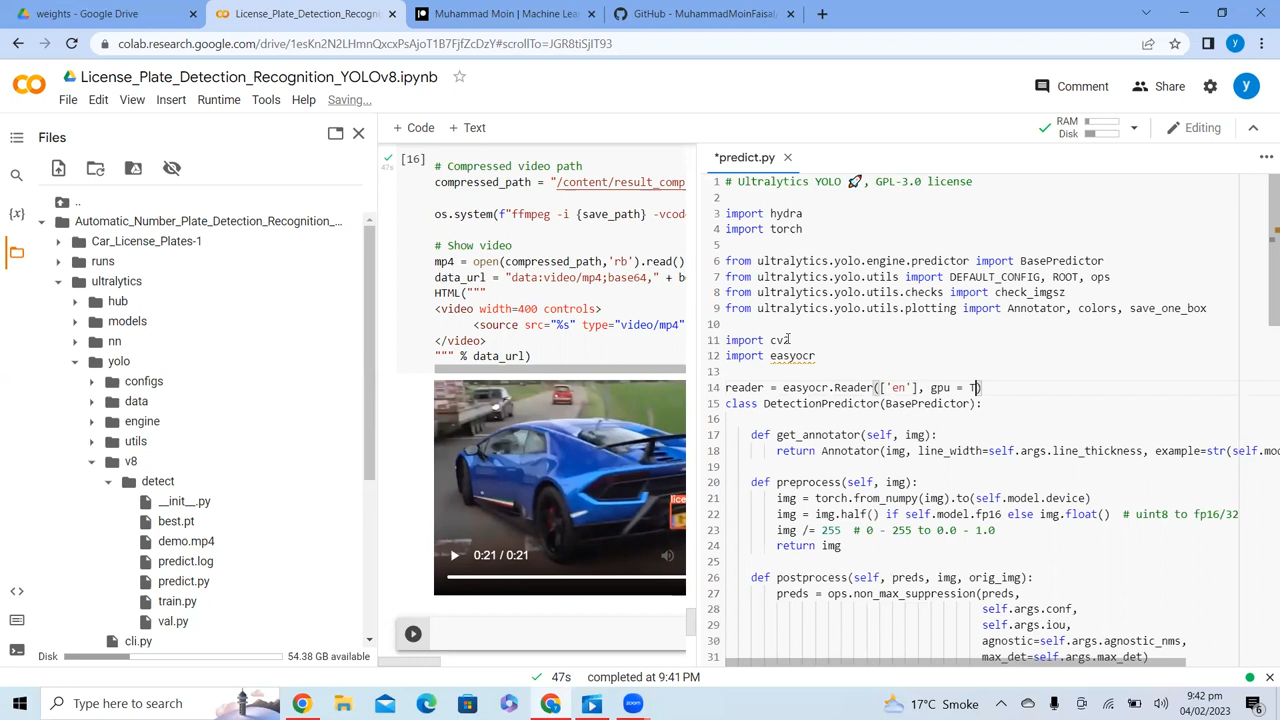 weights - Google Drive
License_Plate_Detection_Recogn
Muhammad Moin | Machine Lea
GitHub - MuhammadMoinFaisal/
colab.research.google.com/drive/1esKn2N2LHmnQxcxPsAjoT1B7FjfZcDzY#scrollTo=JGR8tiSjIT93
License_Plate_Detection_Recognition_YOLOv8.ipynb
File Edit View Insert Runtime Tools Help Saving...
Comment Share
Files
+ Code + Text
RAM
Disk
Editing
..
Automatic_Number_Plate_Detection_Recognition_...
Car_License_Plates-1
runs
ultralytics
hub
models
nn
yolo
configs
data
engine
utils
v8
detect
__init__.py
best.pt
demo.mp4
predict.log
predict.py
train.py
val.py
cli.py
Disk 54.38 GB available
[16]
47s
# Compressed video path
compressed_path = "/content/result_comp
os.system(f"ffmpeg -i {save_path} -vcod
# Show video
mp4 = open(compressed_path,'rb').read()
data_url = "data:video/mp4;base64," + b
HTML("""
<video width=400 controls>
<source src="%s" type="video/mp4"
</video>
""" % data_url)
lice
0:21 / 0:21
*predict.py
1 # Ultralytics YOLO 🚀, GPL-3.0 license
2
3 import hydra
4 import torch
5
6 from ultralytics.yolo.engine.predictor import BasePredictor
7 from ultralytics.yolo.utils import DEFAULT_CONFIG, ROOT, ops
8 from ultralytics.yolo.utils.checks import check_imgsz
9 from ultralytics.yolo.utils.plotting import Annotator, colors, save_one_box
10
11 import cv2
12 import easyocr
13
14 reader = easyocr.Reader(['en'], gpu = T)
15 class DetectionPredictor(BasePredictor):
16
17 def get_annotator(self, img):
18 return Annotator(img, line_width=self.args.line_thickness, example=str(self.mo
19
20 def preprocess(self, img):
21 img = torch.from_numpy(img).to(self.model.device)
22 img = img.half() if self.model.fp16 else img.float() # uint8 to fp16/32
23 img /= 255 # 0 - 255 to 0.0 - 1.0
24 return img
25
26 def postprocess(self, preds, img, orig_img):
27 preds = ops.non_max_suppression(preds,
28 self.args.conf,
29 self.args.iou,
30 agnostic=self.args.agnostic_nms,
31 max_det=self.args.max_det)
47s completed at 9:41 PM
Type here to search
17°C Smoke
9:42 pm
04/02/2023
6